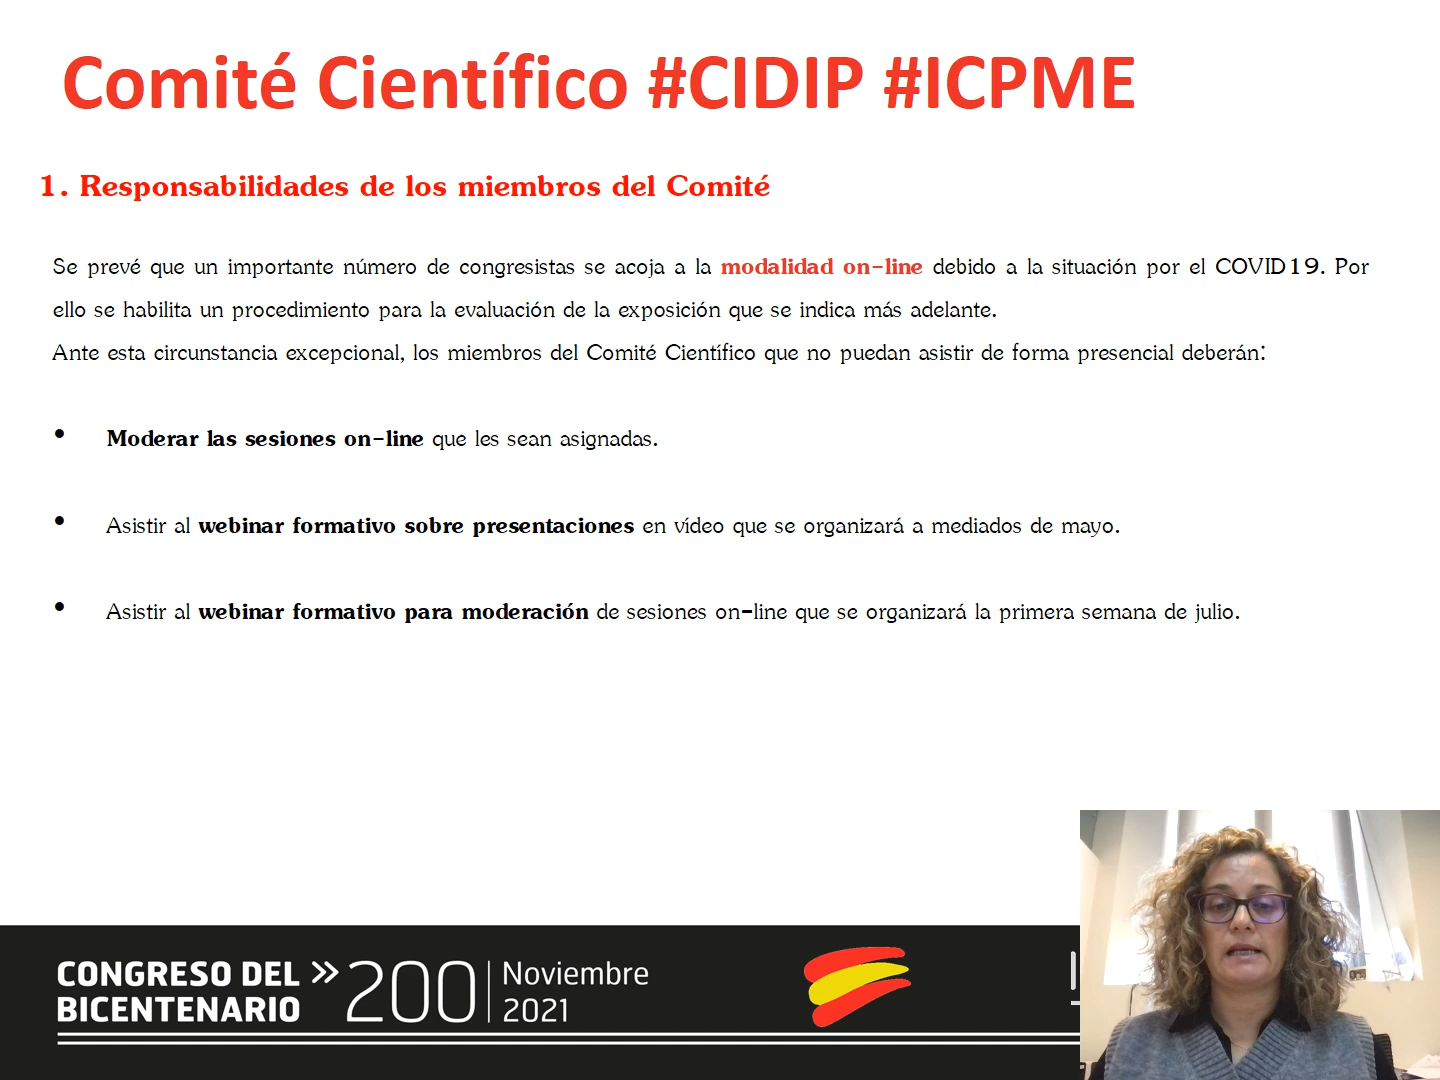 Comité Científico #CIDIP #ICPME
1. Responsabilidades de los miembros del Comité
Se prevé que un importante número de congresistas se acoja a la modalidad on-line debido a la situación por el COVID19. Por
ello se habilita un procedimiento para la evaluación de la exposición que se indica más adelante.
Ante esta circunstancia excepcional, los miembros del Comité Científico que no puedan asistir de forma presencial deberán:
• Moderar las sesiones on-line que les sean asignadas.
• Asistir al webinar formativo sobre presentaciones en vídeo que se organizará a mediados de mayo.
• Asistir al webinar formativo para moderación de sesiones on-line que se organizará la primera semana de julio.
CONGRESO DEL
BICENTENARIO
» 200
Noviembre
2021